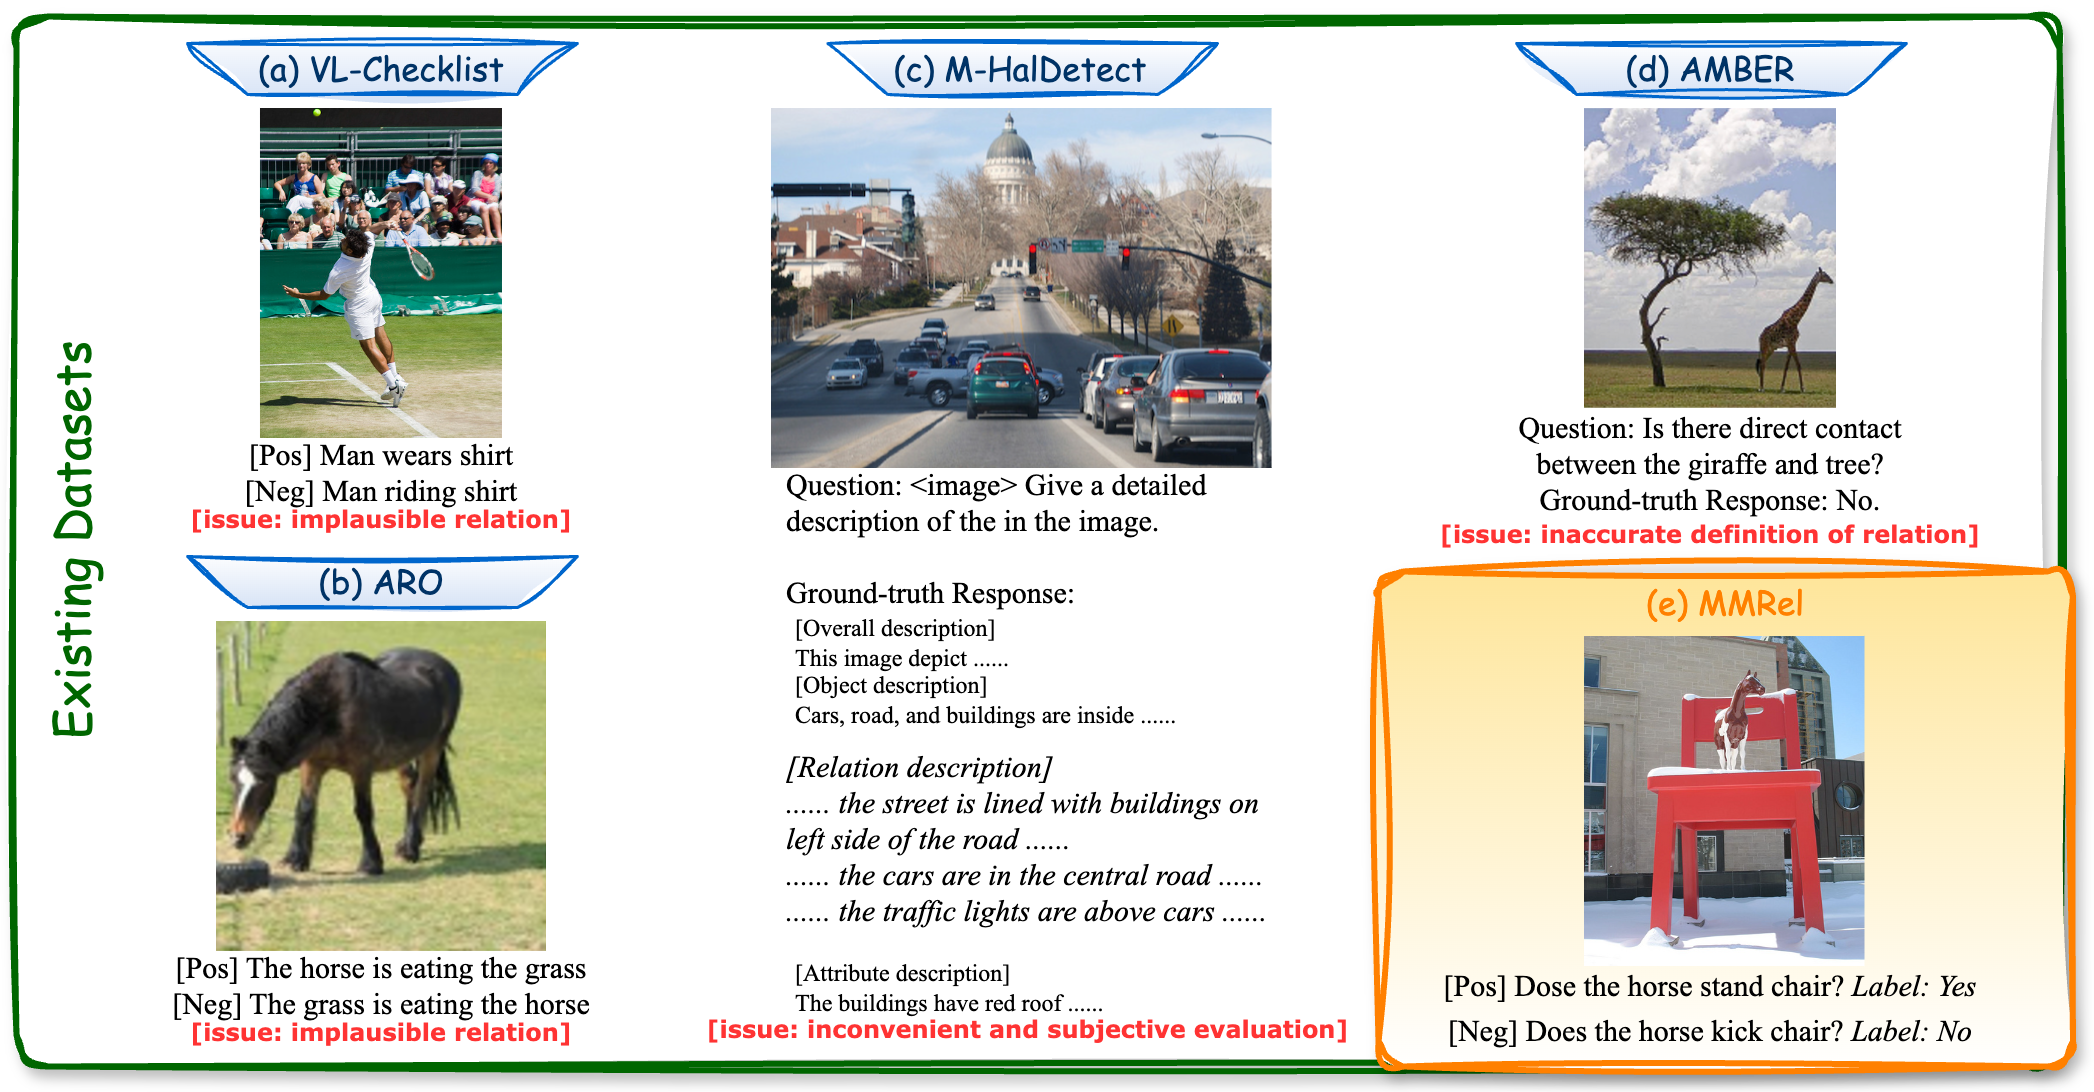 Existing Datasets
(a) VL-Checklist
[Pos] Man wears shirt
[Neg] Man riding shirt
[issue: implausible relation]
(b) ARO
[Pos] The horse is eating the grass
[Neg] The grass is eating the horse
[issue: implausible relation]
(c) M-HalDetect
Question: <image> Give a detailed
description of the in the image.
Ground-truth Response:
[Overall description]
This image depict ......
[Object description]
Cars, road, and buildings are inside ......
[Relation description]
...... the street is lined with buildings on
left side of the road ......
...... the cars are in the central road ......
...... the traffic lights are above cars ......
[Attribute description]
The buildings have red roof ......
[issue: inconvenient and subjective evaluation]
(d) AMBER
Question: Is there direct contact
between the giraffe and tree?
Ground-truth Response: No.
[issue: inaccurate definition of relation]
(e) MMRel
[Pos] Dose the horse stand chair? Label: Yes
[Neg] Does the horse kick chair? Label: No